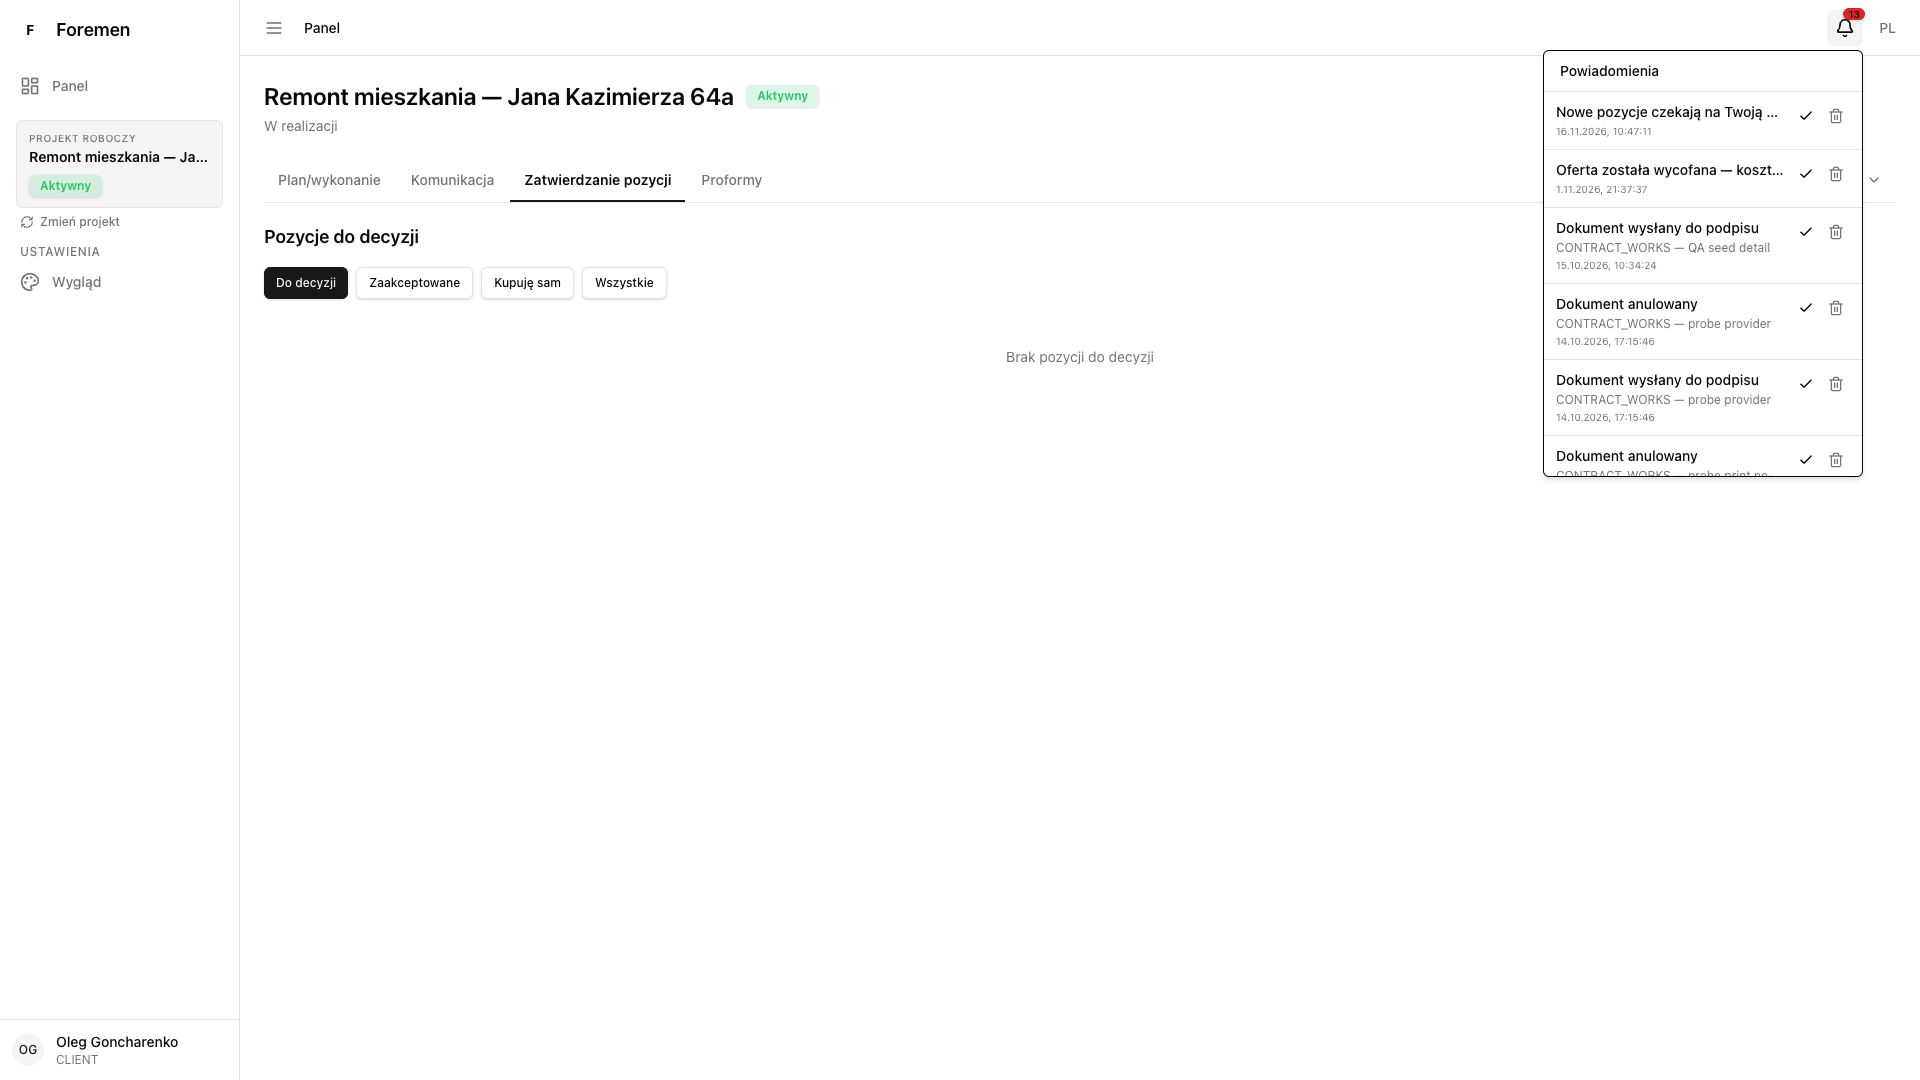 F Foremen
Panel
PROJEKT ROBOCZY
Remont mieszkania — Ja...
Aktywny
Zmień projekt
USTAWIENIA
Wygląd
OG
Oleg Goncharenko
CLIENT
Panel
13
PL
Remont mieszkania — Jana Kazimierza 64a Aktywny
W realizacji
Plan/wykonanie Komunikacja Zatwierdzanie pozycji Proformy
Pozycje do decyzji
Do decyzji Zaakceptowane Kupuję sam Wszystkie
Brak pozycji do decyzji
Powiadomienia
Nowe pozycje czekają na Twoją ...
16.11.2026, 10:47:11
Oferta została wycofana — koszt...
1.11.2026, 21:37:37
Dokument wysłany do podpisu
CONTRACT_WORKS — QA seed detail
15.10.2026, 10:34:24
Dokument anulowany
CONTRACT_WORKS — probe provider
14.10.2026, 17:15:46
Dokument wysłany do podpisu
CONTRACT_WORKS — probe provider
14.10.2026, 17:15:46
Dokument anulowany
CONTRACT_WORKS — probe print no-